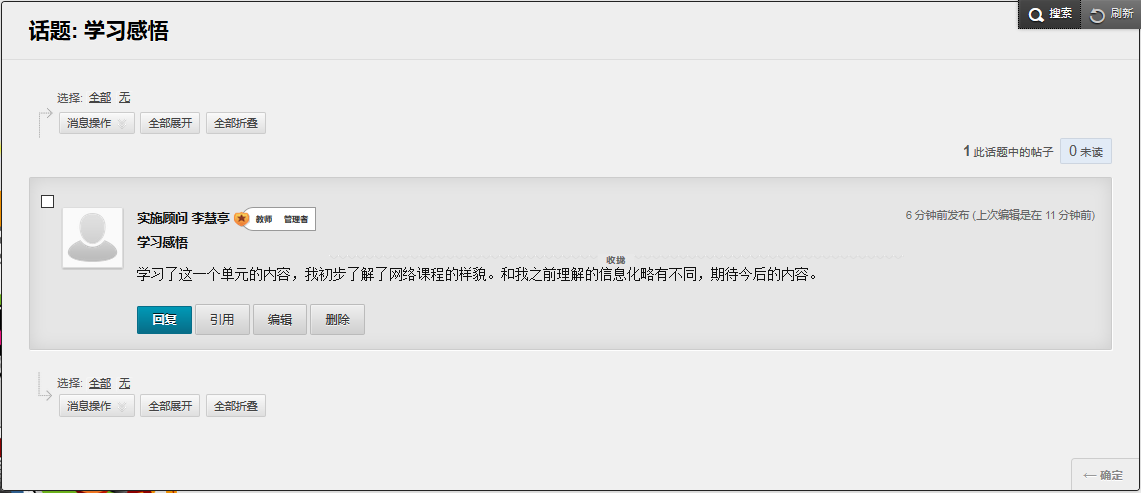 搜索 刷新
话题: 学习感悟
选择: 全部 无
消息操作 全部展开 全部折叠
1 此话题中的帖子 0 未读
实施顾问 李慧亭 教师 管理者 6 分钟前发布 (上次编辑是在 11 分钟前)
学习感悟
收拢
学习了这一个单元的内容，我初步了解了网络课程的样貌。和我之前理解的信息化略有不同，期待今后的内容。
回复 引用 编辑 删除
选择: 全部 无
消息操作 全部展开 全部折叠
← 确定